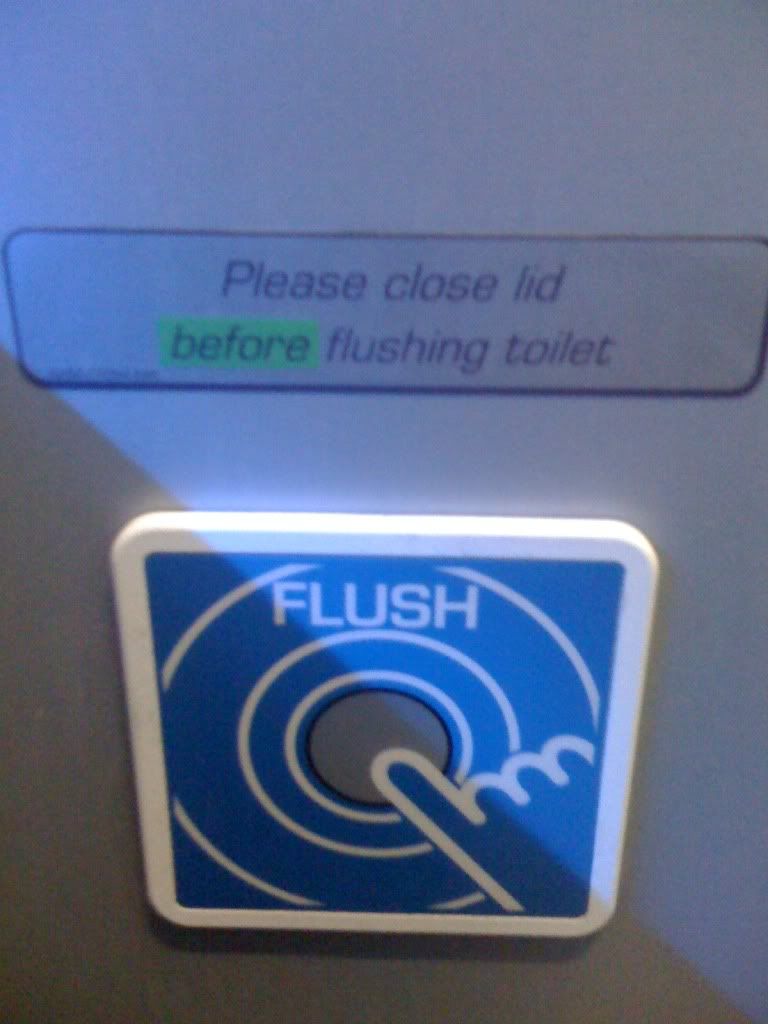 Please close lid
before flushing toilet
FLUSH